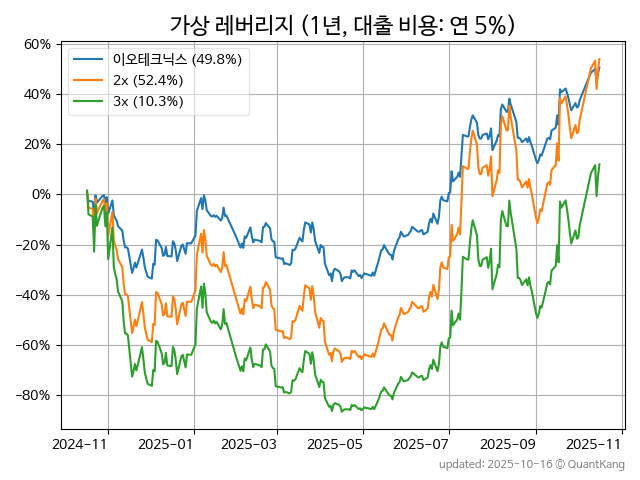 가상 레버리지 (1년, 대출 비용: 연 5%)
60%
40%
20%
0%
−20%
−40%
−60%
−80%
이오테크닉스 (49.8%)
2x (52.4%)
3x (10.3%)
2024-11 2025-01 2025-03 2025-05 2025-07 2025-09 2025-11
updated: 2025-10-16 © QuantKang